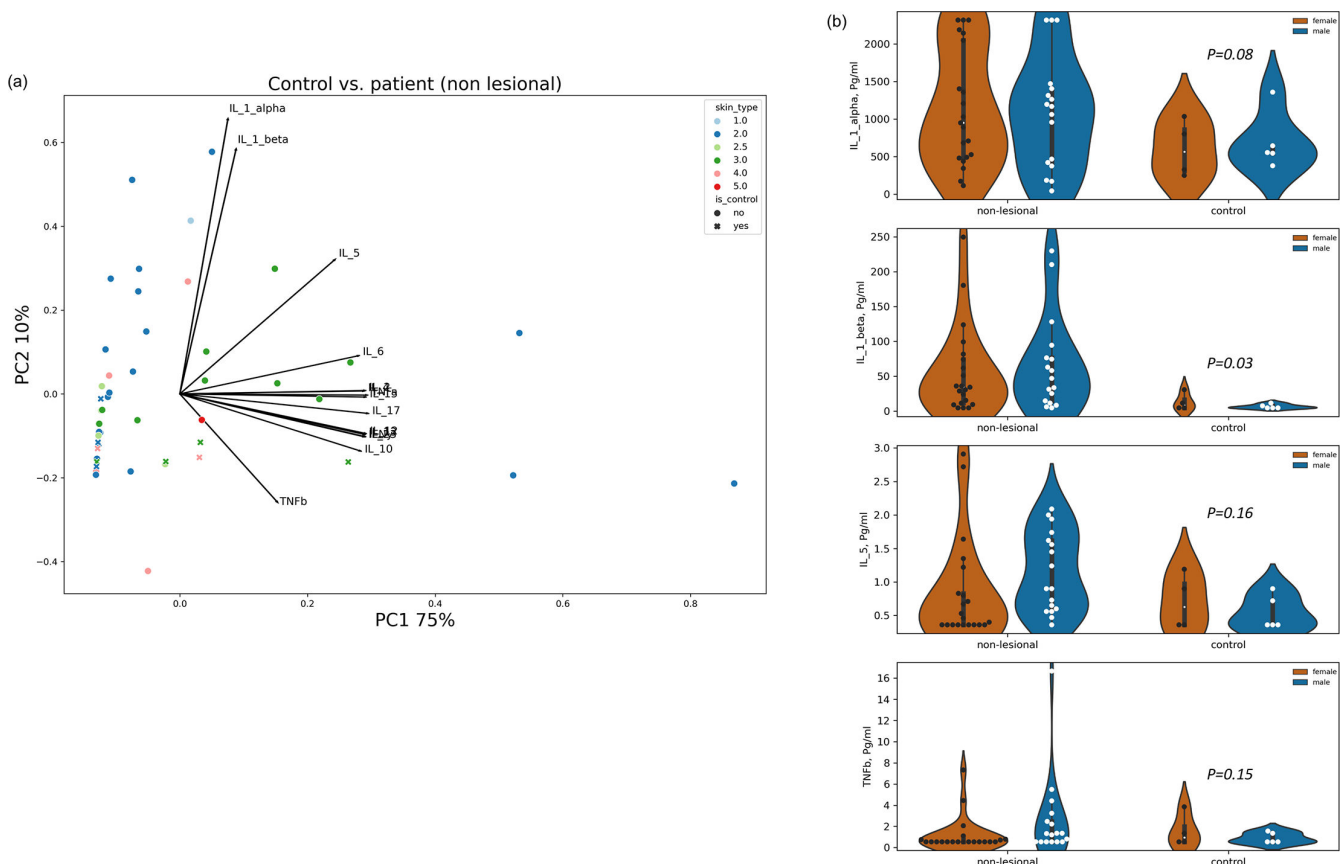 (a)
Control vs. patient (non lesional)
IL_1_alpha
IL_1_beta
IL_5
IL_6
IL_17
IL_10
TNFb
skin_type
1.0
2.0
2.5
3.0
4.0
5.0
is_control
no
yes
PC2 10%
0.6
0.4
0.2
0.0
−0.2
−0.4
0.0
0.2
0.4
0.6
0.8
PC1 75%
(b)
female
male
P=0.08
IL_1_alpha, Pg/ml
2000
1500
1000
500
0
non-lesional
control
female
male
P=0.03
IL_1_beta, Pg/ml
250
200
150
100
50
0
non-lesional
control
female
male
P=0.16
IL_5, Pg/ml
3.0
2.5
2.0
1.5
1.0
0.5
non-lesional
control
female
male
P=0.15
TNFb, Pg/ml
16
14
12
10
8
6
4
2
0
non-lesional
control